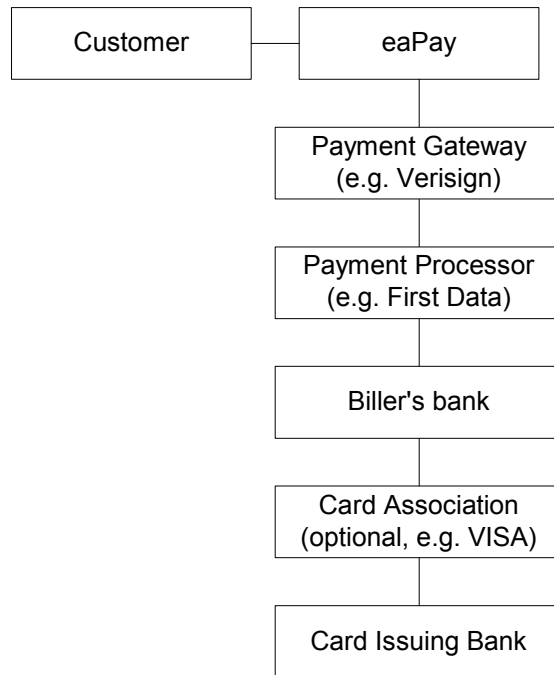 Customer
eaPay
Payment Gateway
(e.g. Verisign)
Payment Processor
(e.g. First Data)
Biller's bank
Card Association
(optional, e.g. VISA)
Card Issuing Bank